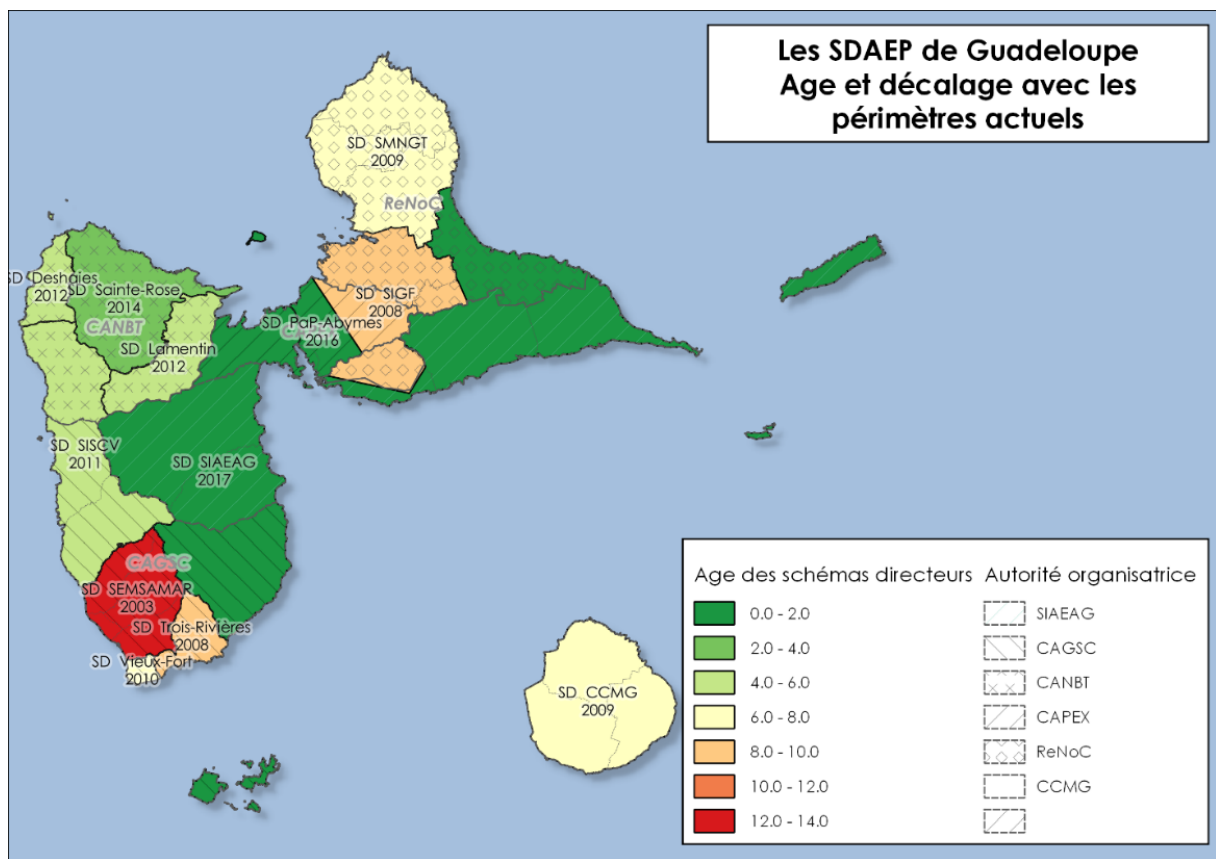 Les SDAEP de Guadeloupe
Age et décalage avec les
périmètres actuels
SD SMNGT
2009
ReNoC
SD Deshaies
2012
SD Sainte-Rose
2014
CANBT
SD SIGF
2008
SD PaP-Abymes
2016
SD Lamentin
2012
SD SISCV
2011
SD SIAEAG
2017
CAGSC
SD SEMSAMAR
2003
SD Trois-Rivières
2008
SD Vieux-Fort
2010
SD CCMG
2009
Age des schémas directeurs
0.0 - 2.0
2.0 - 4.0
4.0 - 6.0
6.0 - 8.0
8.0 - 10.0
10.0 - 12.0
12.0 - 14.0
Autorité organisatrice
SIAEAG
CAGSC
CANBT
CAPEX
ReNoC
CCMG